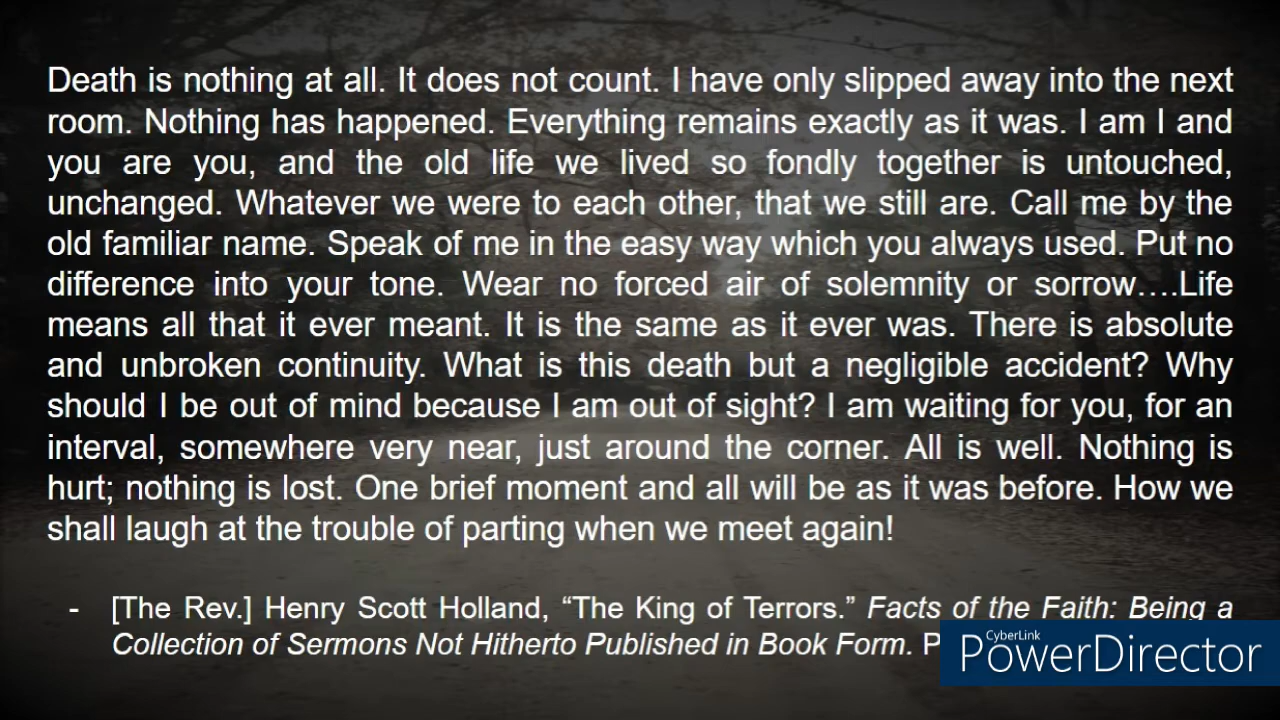 Death is nothing at all. It does not count. I have only slipped away into the next
room. Nothing has happened. Everything remains exactly as it was. I am I and
you are you, and the old life we lived so fondly together is untouched,
unchanged. Whatever we were to each other, that we still are. Call me by the
old familiar name. Speak of me in the easy way which you always used. Put no
difference into your tone. Wear no forced air of solemnity or sorrow….Life
means all that it ever meant. It is the same as it ever was. There is absolute
and unbroken continuity. What is this death but a negligible accident? Why
should I be out of mind because I am out of sight? I am waiting for you, for an
interval, somewhere very near, just around the corner. All is well. Nothing is
hurt; nothing is lost. One brief moment and all will be as it was before. How we
shall laugh at the trouble of parting when we meet again!
- [The Rev.] Henry Scott Holland, “The King of Terrors.” Facts of the Faith: Being a
Collection of Sermons Not Hitherto Published in Book Form.
CyberLink
PowerDirector